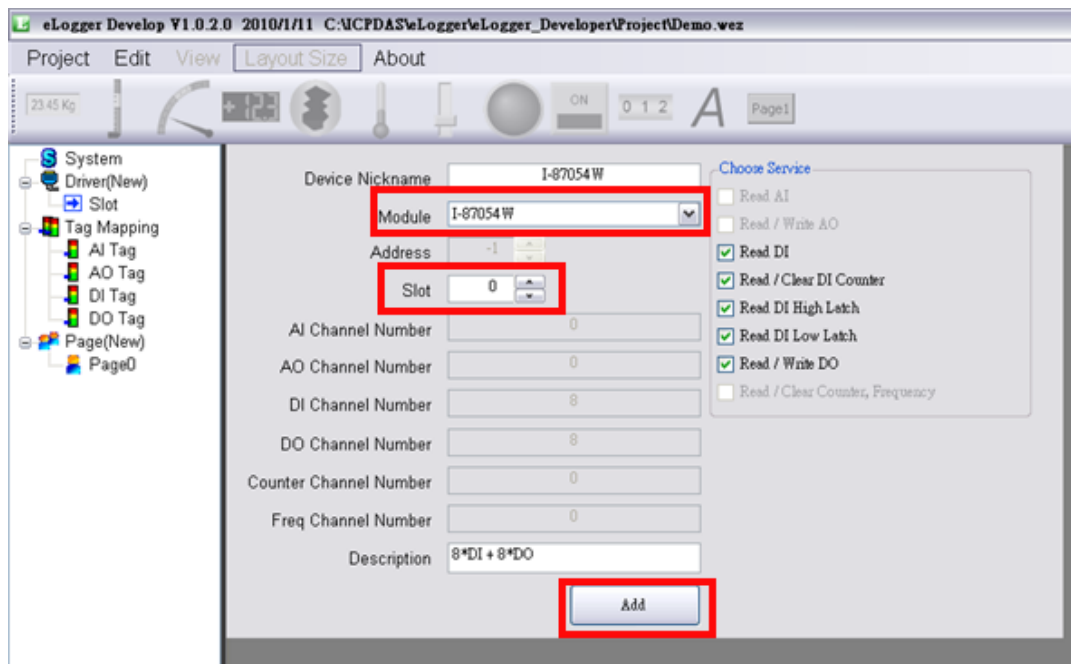 eLogger Develop V1.0.2.0 2010/1/11 C:\ICPDAS\eLogger\eLogger_Developer\Project\Demo.wez
Project Edit View Layout Size About
23.45 Kg +12.3 ON 0 1 2 A Page1
System
Driver(New)
Slot
Tag Mapping
AI Tag
AO Tag
DI Tag
DO Tag
Page(New)
Page0
Device Nickname I-87054W
Module I-87054W
Address -1
Slot 0
AI Channel Number 0
AO Channel Number 0
DI Channel Number 8
DO Channel Number 8
Counter Channel Number 0
Freq Channel Number 0
Description 8*DI + 8*DO
Add
Choose Service
Read AI
Read / Write AO
Read DI
Read / Clear DI Counter
Read DI High Latch
Read DI Low Latch
Read / Write DO
Read / Clear Counter, Frequency